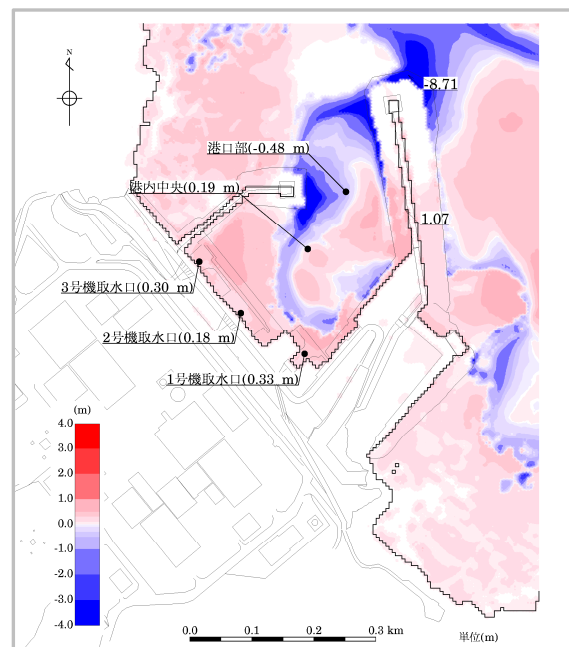 N
-8.71
港口部(-0.48 m)
港内中央(0.19 m)
1.07
3号機取水口(0.30 m)
2号機取水口(0.18 m)
1号機取水口(0.33 m)
(m)
4.0
3.0
2.0
1.0
0.0
-1.0
-2.0
-3.0
-4.0
0.0 0.1 0.2 0.3 km
単位(m)